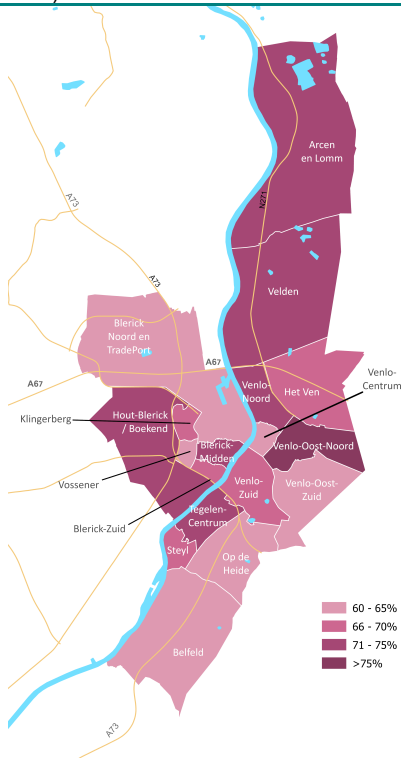 Arcen
en Lomm
A73
N271
A73
Velden
Blerick
Noord en
TradePort
A67
A67
Venlo-
Noord
Het Ven
Venlo-
Centrum
Klingerberg
Hout-Blerick
/ Boekend
Blerick-
Midden
Venlo-Oost-Noord
Vossener
Venlo-
Zuid
Venlo-Oost-
Zuid
Blerick-Zuid
Tegelen-
Centrum
Steyl
Op de
Heide
Belfeld
A73
60 - 65%
66 - 70%
71 - 75%
>75%